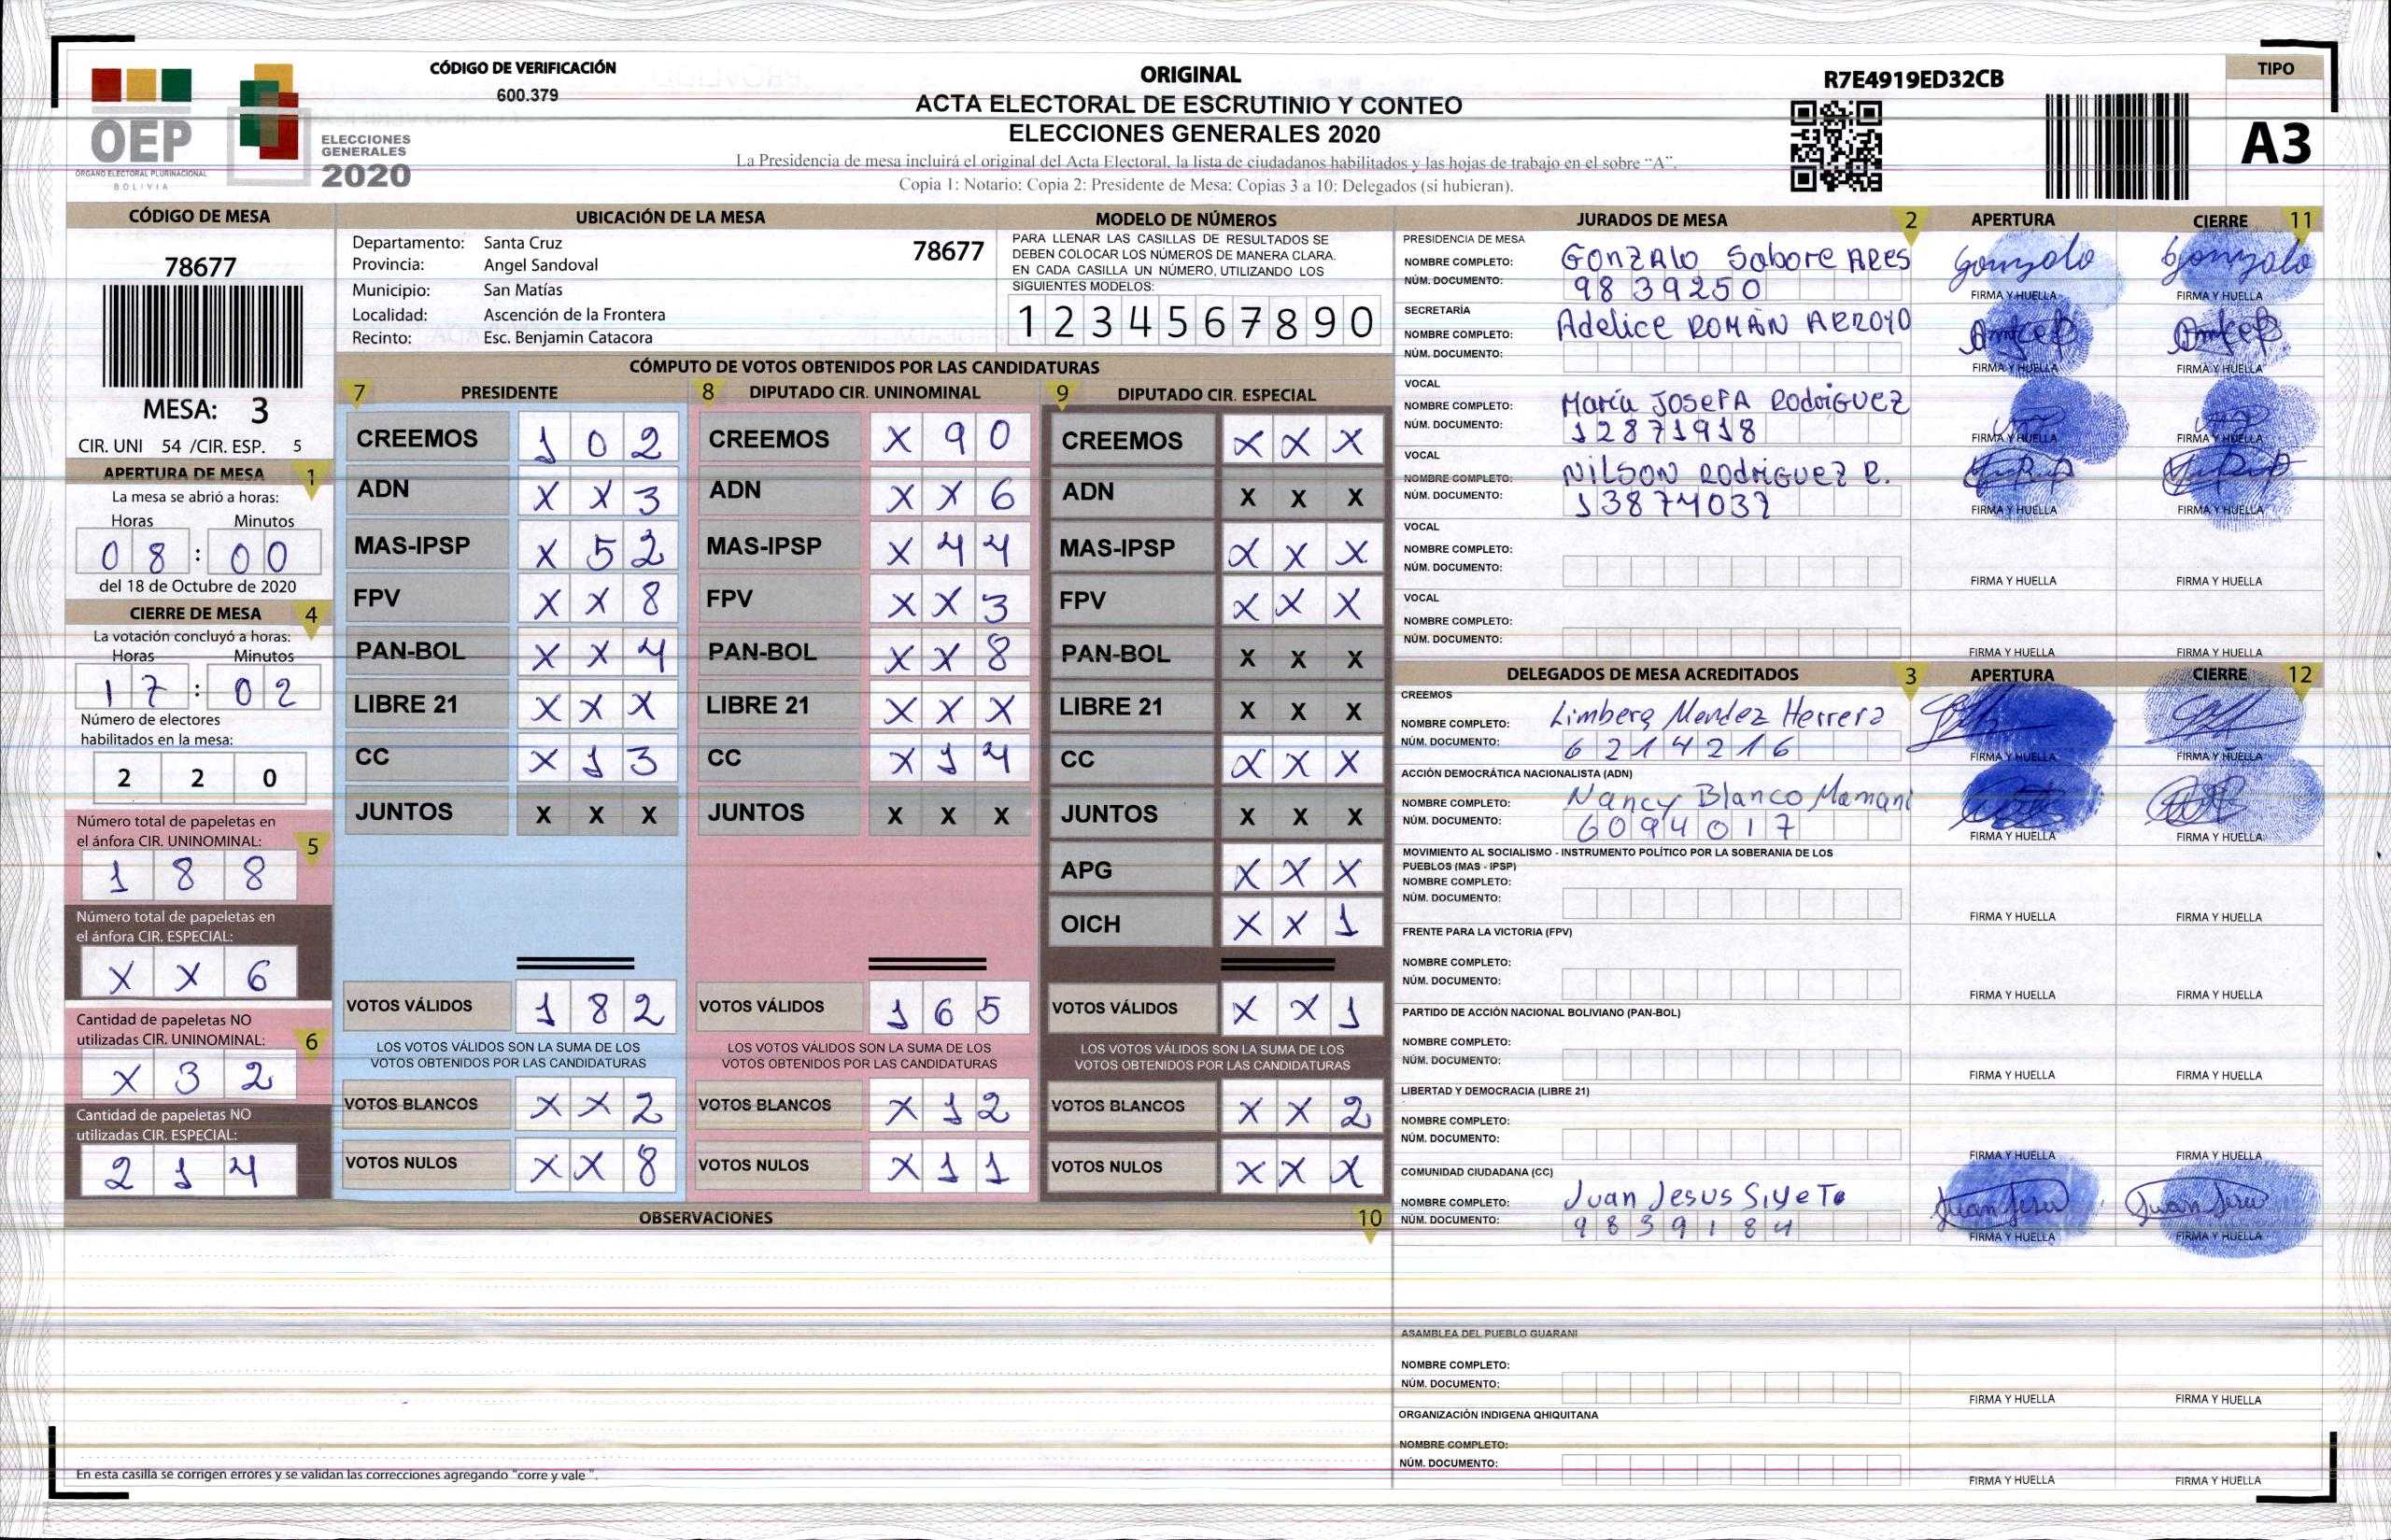 CÓDIGO DE VERIFICACIÓN
600.379
OEP
ÓRGANO ELECTORAL PLURINACIONAL
BOLIVIA
ELECCIONES
GENERALES
2020
ORIGINAL
ACTA ELECTORAL DE ESCRUTINIO Y CONTEO
ELECCIONES GENERALES 2020
La Presidencia de mesa incluirá el original del Acta Electoral, la lista de ciudadanos habilitados y las hojas de trabajo en el sobre "A".
Copia 1: Notario; Copia 2: Presidente de Mesa; Copias 3 a 10: Delegados (si hubieran).
R7E4919ED32CB
TIPO
A3
CÓDIGO DE MESA
78677
MESA: 3
CIR. UNI 54 /CIR. ESP. 5
APERTURA DE MESA 1
La mesa se abrió a horas:
Horas Minutos
08 : 00
del 18 de Octubre de 2020
CIERRE DE MESA 4
La votación concluyó a horas:
Horas Minutos
17 : 02
Número de electores
habilitados en la mesa:
2 2 0
Número total de papeletas en
el ánfora CIR. UNINOMINAL: 5
1 8 8
Número total de papeletas en
el ánfora CIR. ESPECIAL:
X X 6
Cantidad de papeletas NO
utilizadas CIR. UNINOMINAL: 6
X 3 2
Cantidad de papeletas NO
utilizadas CIR. ESPECIAL:
2 1 4
UBICACIÓN DE LA MESA
Departamento: Santa Cruz 78677
Provincia: Angel Sandoval
Municipio: San Matías
Localidad: Ascención de la Frontera
Recinto: Esc. Benjamin Catacora
MODELO DE NÚMEROS
PARA LLENAR LAS CASILLAS DE RESULTADOS SE
DEBEN COLOCAR LOS NÚMEROS DE MANERA CLARA.
EN CADA CASILLA UN NÚMERO, UTILIZANDO LOS
SIGUIENTES MODELOS:
1 2 3 4 5 6 7 8 9 0
CÓMPUTO DE VOTOS OBTENIDOS POR LAS CANDIDATURAS
7 PRESIDENTE
CREEMOS 1 0 2
ADN X X 3
MAS-IPSP X 5 2
FPV X X 8
PAN-BOL X X 4
LIBRE 21 X X X
CC X 1 3
JUNTOS X X X
VOTOS VÁLIDOS 1 8 2
LOS VOTOS VÁLIDOS SON LA SUMA DE LOS
VOTOS OBTENIDOS POR LAS CANDIDATURAS
VOTOS BLANCOS X X 2
VOTOS NULOS X X 8
8 DIPUTADO CIR. UNINOMINAL
CREEMOS X 9 0
ADN X X 6
MAS-IPSP X 4 4
FPV X X 3
PAN-BOL X X 8
LIBRE 21 X X X
CC X 1 4
JUNTOS X X X
VOTOS VÁLIDOS 1 6 5
LOS VOTOS VÁLIDOS SON LA SUMA DE LOS
VOTOS OBTENIDOS POR LAS CANDIDATURAS
VOTOS BLANCOS X 1 2
VOTOS NULOS X 1 1
9 DIPUTADO CIR. ESPECIAL
CREEMOS X X X
ADN X X X
MAS-IPSP X X X
FPV X X X
PAN-BOL X X X
LIBRE 21 X X X
CC X X X
JUNTOS X X X
APG X X X
OICH X X 1
VOTOS VÁLIDOS X X 1
LOS VOTOS VÁLIDOS SON LA SUMA DE LOS
VOTOS OBTENIDOS POR LAS CANDIDATURAS
VOTOS BLANCOS X X 2
VOTOS NULOS X X X
OBSERVACIONES 10
En esta casilla se corrigen errores y se validan las correcciones agregando "corre y vale ".
JURADOS DE MESA 2 APERTURA CIERRE 11
PRESIDENCIA DE MESA
NOMBRE COMPLETO: GONZALO Sabore ARES Gonzalo Gonzalo
NÚM. DOCUMENTO: 9839250
FIRMA Y HUELLA FIRMA Y HUELLA
SECRETARÍA
NOMBRE COMPLETO: Adelice ROMÁN ARROYO
NÚM. DOCUMENTO:
FIRMA Y HUELLA FIRMA Y HUELLA
VOCAL
NOMBRE COMPLETO: María JOSEFA RodriGUEZ
NÚM. DOCUMENTO: 12871918
FIRMA Y HUELLA FIRMA Y HUELLA
VOCAL
NOMBRE COMPLETO: NILSON RodriGUEZ R.
NÚM. DOCUMENTO: 13874037
FIRMA Y HUELLA FIRMA Y HUELLA
VOCAL
NOMBRE COMPLETO:
NÚM. DOCUMENTO:
FIRMA Y HUELLA FIRMA Y HUELLA
VOCAL
NOMBRE COMPLETO:
NÚM. DOCUMENTO:
FIRMA Y HUELLA FIRMA Y HUELLA
DELEGADOS DE MESA ACREDITADOS 3 APERTURA CIERRE 12
CREEMOS
NOMBRE COMPLETO: Limberg Mendez Herrera
NÚM. DOCUMENTO: 6214216
FIRMA Y HUELLA FIRMA Y HUELLA
ACCIÓN DEMOCRÁTICA NACIONALISTA (ADN)
NOMBRE COMPLETO: Nancy Blanco Mamani
NÚM. DOCUMENTO: 6094017
FIRMA Y HUELLA FIRMA Y HUELLA
MOVIMIENTO AL SOCIALISMO - INSTRUMENTO POLÍTICO POR LA SOBERANIA DE LOS
PUEBLOS (MAS - IPSP)
NOMBRE COMPLETO:
NÚM. DOCUMENTO:
FIRMA Y HUELLA FIRMA Y HUELLA
FRENTE PARA LA VICTORIA (FPV)
NOMBRE COMPLETO:
NÚM. DOCUMENTO:
FIRMA Y HUELLA FIRMA Y HUELLA
PARTIDO DE ACCIÓN NACIONAL BOLIVIANO (PAN-BOL)
NOMBRE COMPLETO:
NÚM. DOCUMENTO:
FIRMA Y HUELLA FIRMA Y HUELLA
LIBERTAD Y DEMOCRACIA (LIBRE 21)
NOMBRE COMPLETO:
NÚM. DOCUMENTO:
FIRMA Y HUELLA FIRMA Y HUELLA
COMUNIDAD CIUDADANA (CC)
NOMBRE COMPLETO: Juan Jesus Siyeto
NÚM. DOCUMENTO: 9839184
FIRMA Y HUELLA FIRMA Y HUELLA
ASAMBLEA DEL PUEBLO GUARANI
NOMBRE COMPLETO:
NÚM. DOCUMENTO:
FIRMA Y HUELLA FIRMA Y HUELLA
ORGANIZACIÓN INDIGENA QHIQUITANA
NOMBRE COMPLETO:
NÚM. DOCUMENTO:
FIRMA Y HUELLA FIRMA Y HUELLA